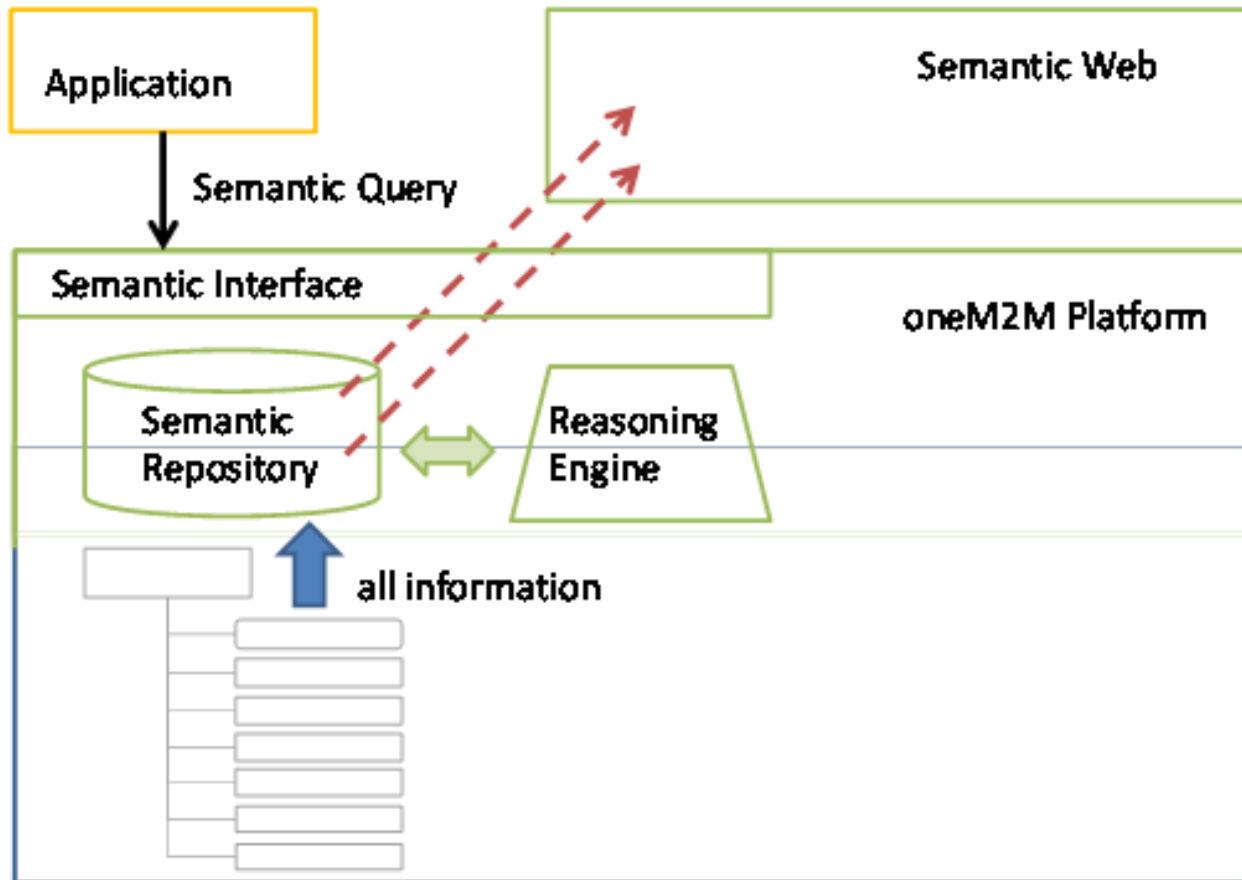 Application
Semantic Web
Semantic Query
Semantic Interface
oneM2M Platform
Semantic
Repository
Reasoning
Engine
all information